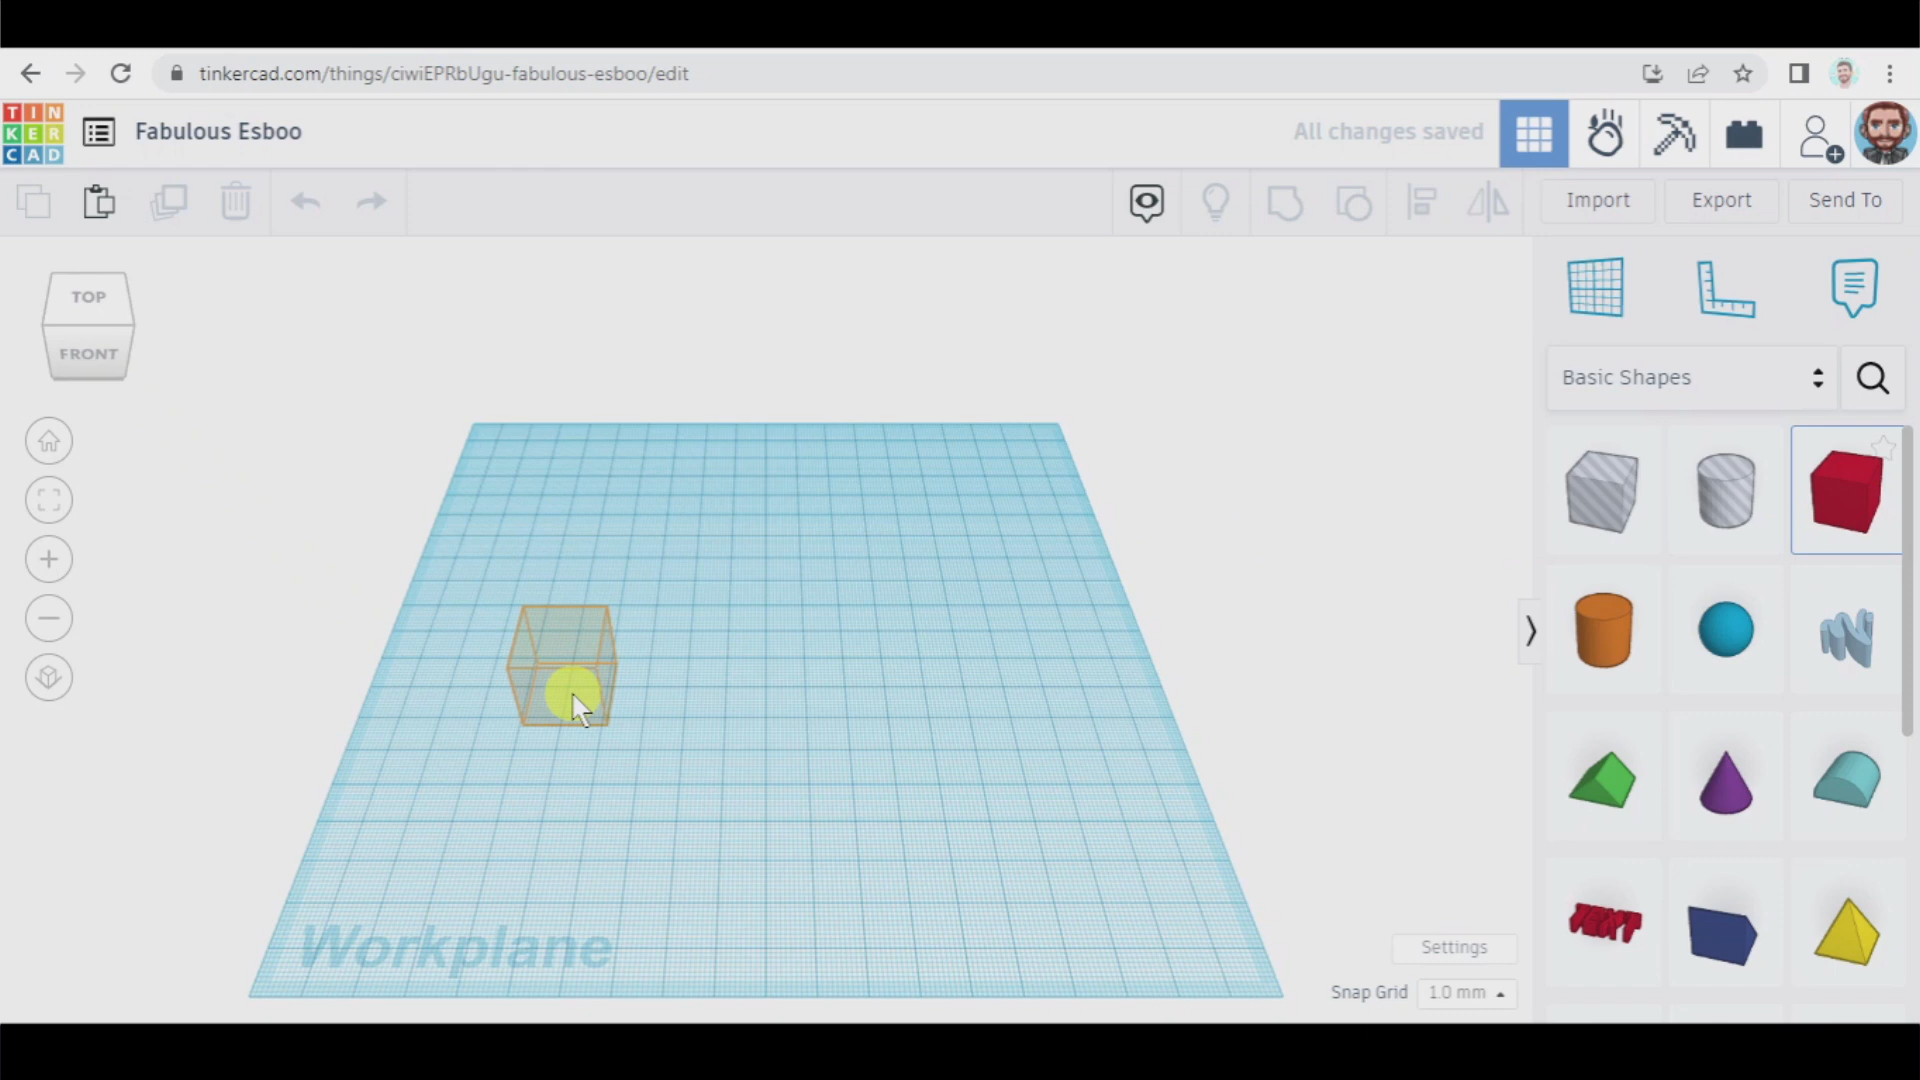 tinkercad.com/things/ciwiEPRbUgu-fabulous-esboo/edit
TIN
KER
CAD
Fabulous Esboo
All changes saved
Import
Export
Send To
TOP
FRONT
Basic Shapes
TEXT
Workplane
Settings
Snap Grid
1.0 mm